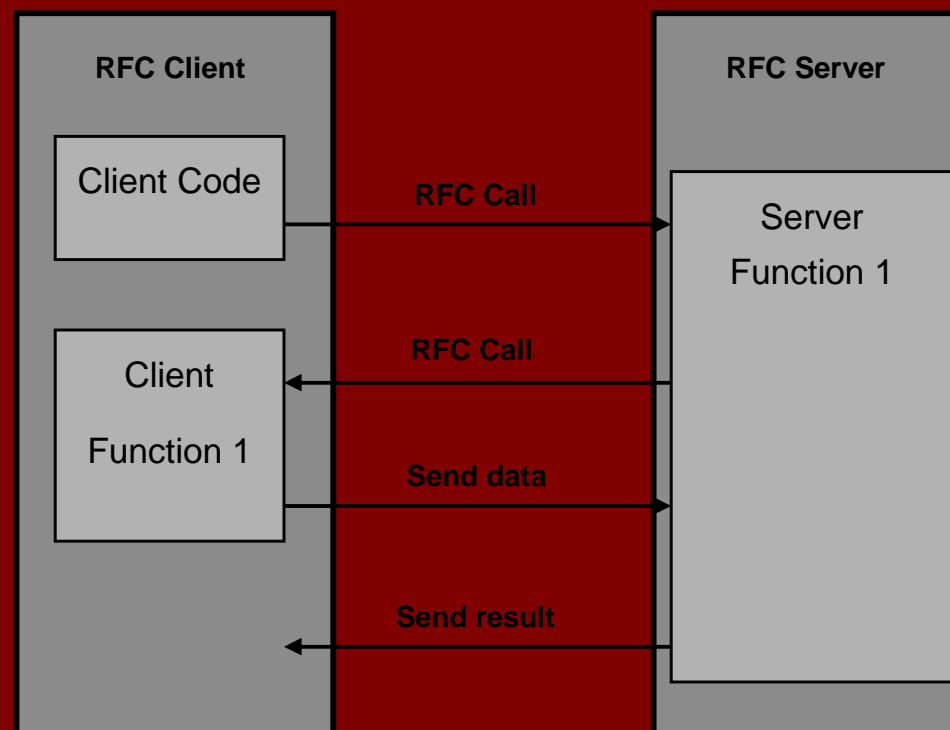 RFC Client
RFC Server
Client Code
RFC Call
Server
Function 1
RFC Call
Client
Function 1
Send data
Send result